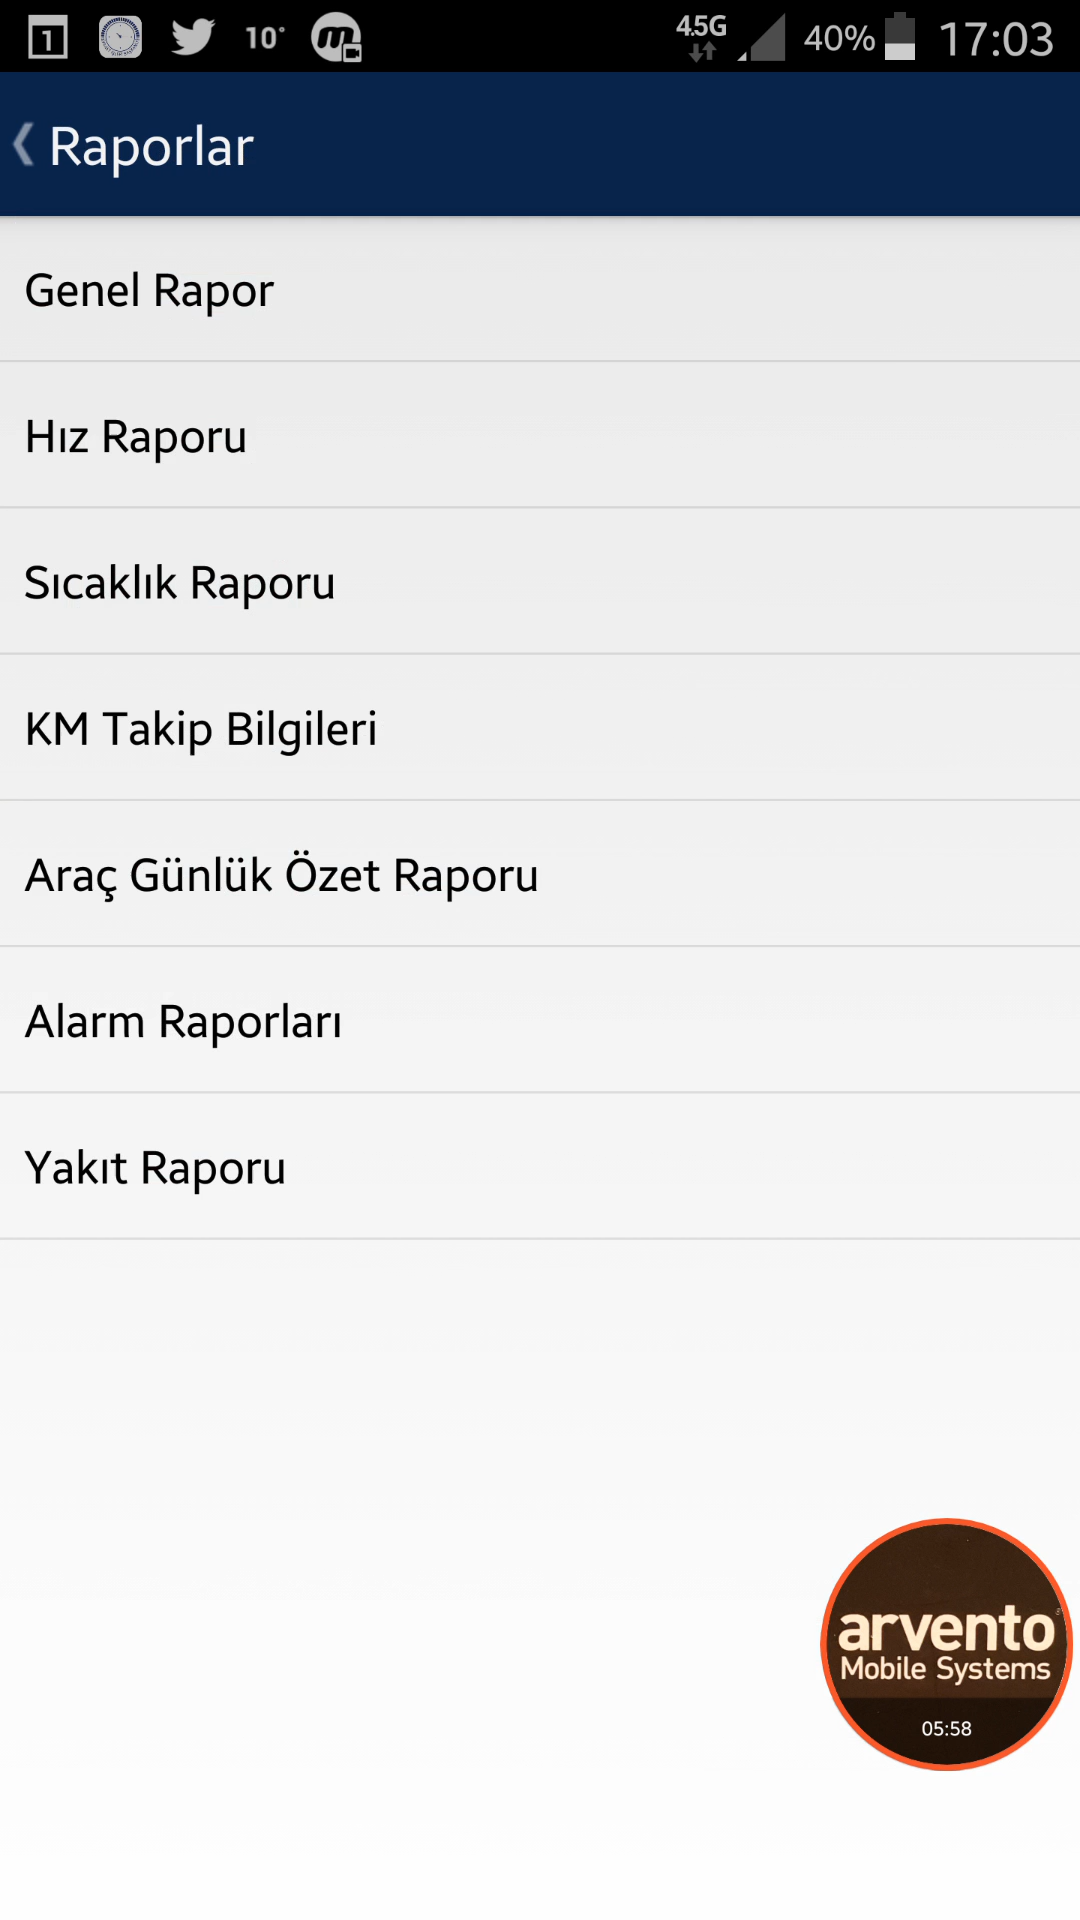 1
10°
m
4.5G
40%
17:03
Raporlar
Genel Rapor
Hız Raporu
Sıcaklık Raporu
KM Takip Bilgileri
Araç Günlük Özet Raporu
Alarm Raporları
Yakıt Raporu
arvento
Mobile Systems
05:58